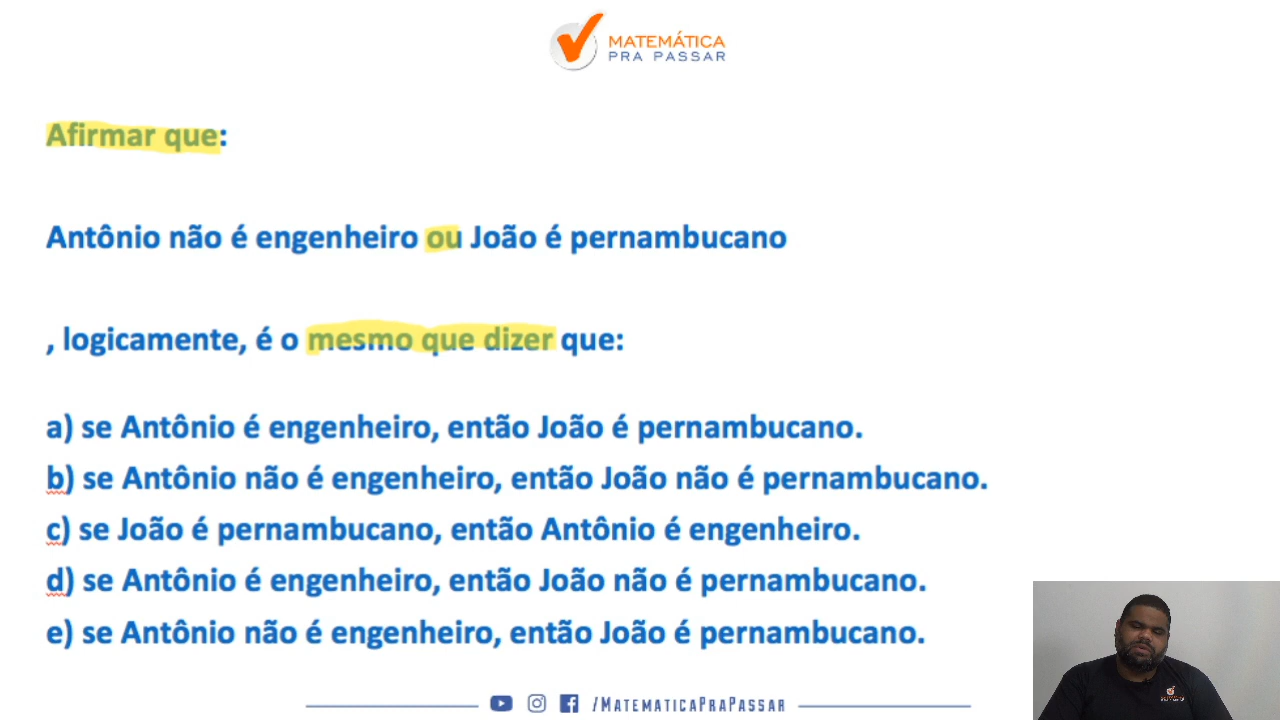 MATEMÁTICA
PRA PASSAR
Afirmar que:
Antônio não é engenheiro ou João é pernambucano
, logicamente, é o mesmo que dizer que:
a) se Antônio é engenheiro, então João é pernambucano.
b) se Antônio não é engenheiro, então João não é pernambucano.
c) se João é pernambucano, então Antônio é engenheiro.
d) se Antônio é engenheiro, então João não é pernambucano.
e) se Antônio não é engenheiro, então João é pernambucano.
/MATEMATICAPRAPASSAR